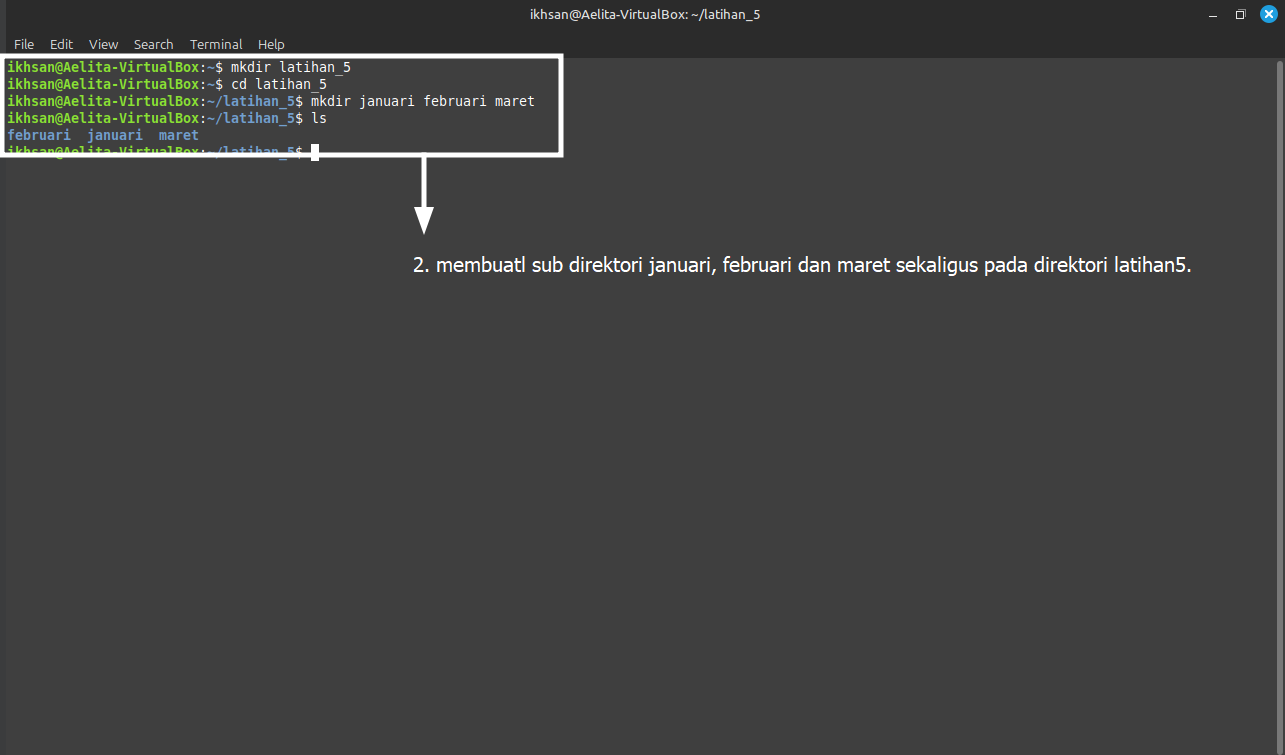 ikhsan@Aelita-VirtualBox: ~/latihan_5
File Edit View Search Terminal Help
ikhsan@Aelita-VirtualBox:~$ mkdir latihan_5
ikhsan@Aelita-VirtualBox:~$ cd latihan_5
ikhsan@Aelita-VirtualBox:~/latihan_5$ mkdir januari februari maret
ikhsan@Aelita-VirtualBox:~/latihan_5$ ls
februari januari maret
ikhsan@Aelita-VirtualBox:~/latihan_5$
2. membuatl sub direktori januari, februari dan maret sekaligus pada direktori latihan5.